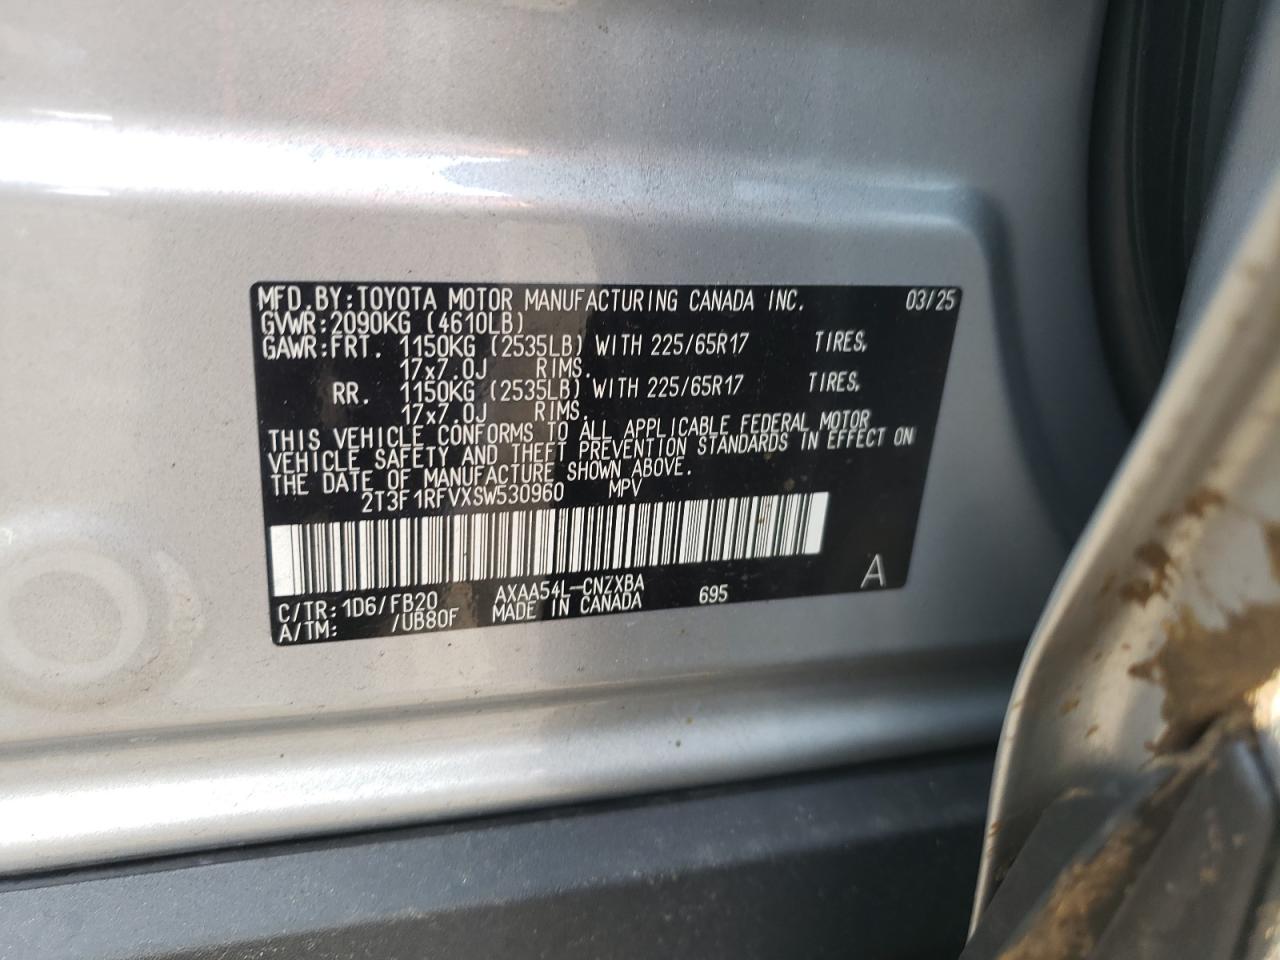 MFD.BY:TOYOTA MOTOR MANUFACTURING CANADA INC. 03/25
GVWR:2090KG (4610LB)
GAWR:FRT. 1150KG (2535LB) WITH 225/65R17 TIRES,
17x7.0J RIMS.
RR. 1150KG (2535LB) WITH 225/65R17 TIRES,
17x7.0J RIMS.
THIS VEHICLE CONFORMS TO ALL APPLICABLE FEDERAL MOTOR
VEHICLE SAFETY AND THEFT PREVENTION STANDARDS IN EFFECT ON
THE DATE OF MANUFACTURE SHOWN ABOVE.
2T3F1RFVXSW530960 MPV
C/TR:1D6/FB20 AXAA54L-CNZXBA 695 A
A/TM: /UB80F MADE IN CANADA